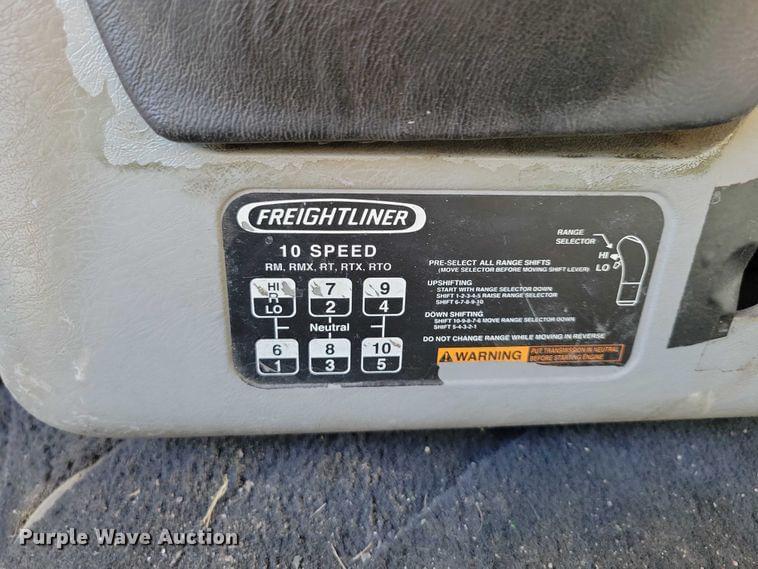 FREIGHTLINER
10 SPEED
RM, RMX, RT, RTX, RTO
HI R LO
7 2
9 4
Neutral
6 1
8 3
10 5
RANGE SELECTOR
HI
LO
PRE-SELECT ALL RANGE SHIFTS
(MOVE SELECTOR BEFORE MOVING SHIFT LEVER)
UPSHIFTING
START WITH RANGE SELECTOR DOWN:
SHIFT 1-2-3-4-5 RAISE RANGE SELECTOR
SHIFT 6-7-8-9-10
DOWN SHIFTING
SHIFT 10-9-8-7-6 MOVE RANGE SELECTOR DOWN:
SHIFT 5-4-3-2-1
DO NOT CHANGE RANGE WHILE MOVING IN REVERSE
WARNING
PUT TRANSMISSION IN NEUTRAL
BEFORE STARTING ENGINE
Purple Wave Auction